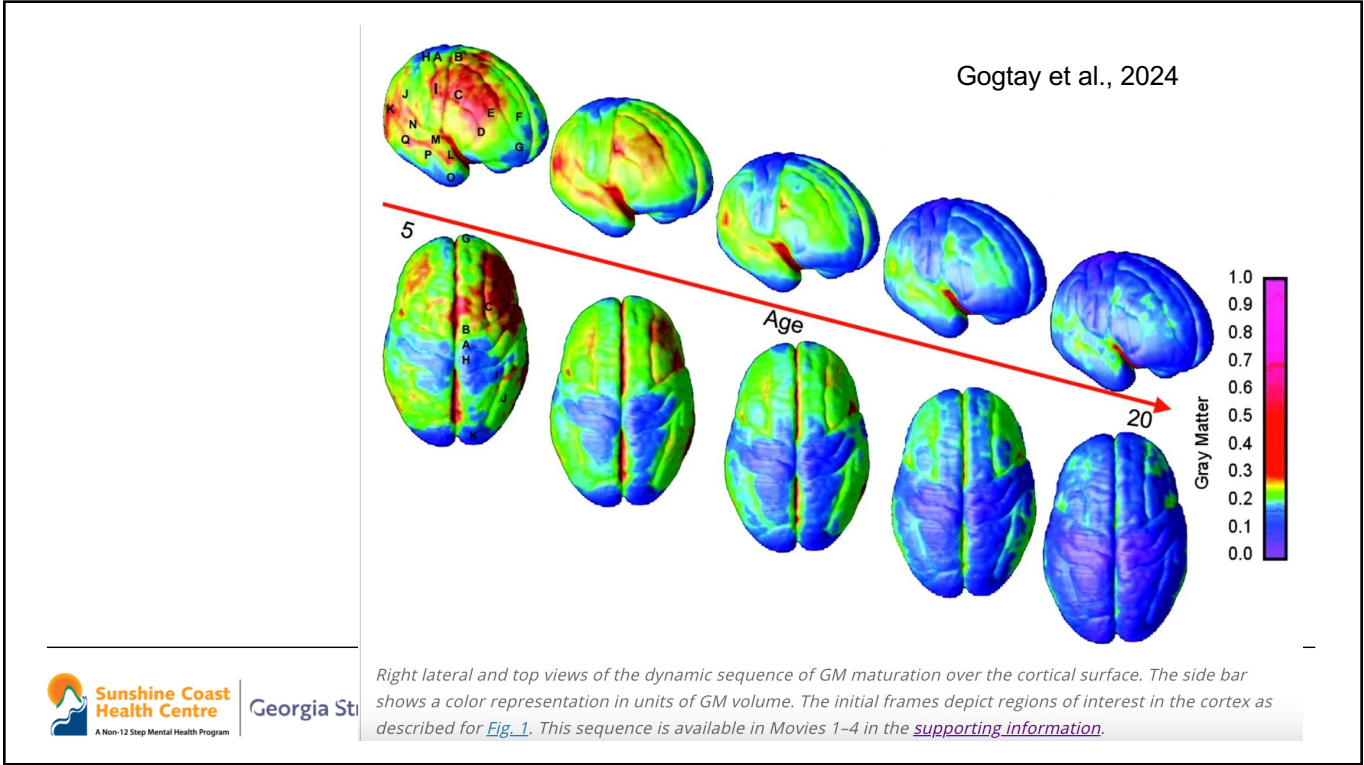 Gogtay et al., 2024
H A B
I
J C
K E F
N D
Q M G
P L
O
5
G
C
B
A
H
I
J
K
Age
20
Gray Matter
1.0
0.9
0.8
0.7
0.6
0.5
0.4
0.3
0.2
0.1
0.0
Sunshine Coast
Health Centre
A Non-12 Step Mental Health Program
Georgia
Right lateral and top views of the dynamic sequence of GM maturation over the cortical surface. The side bar
shows a color representation in units of GM volume. The initial frames depict regions of interest in the cortex as
described for Fig. 1. This sequence is available in Movies 1–4 in the supporting information.